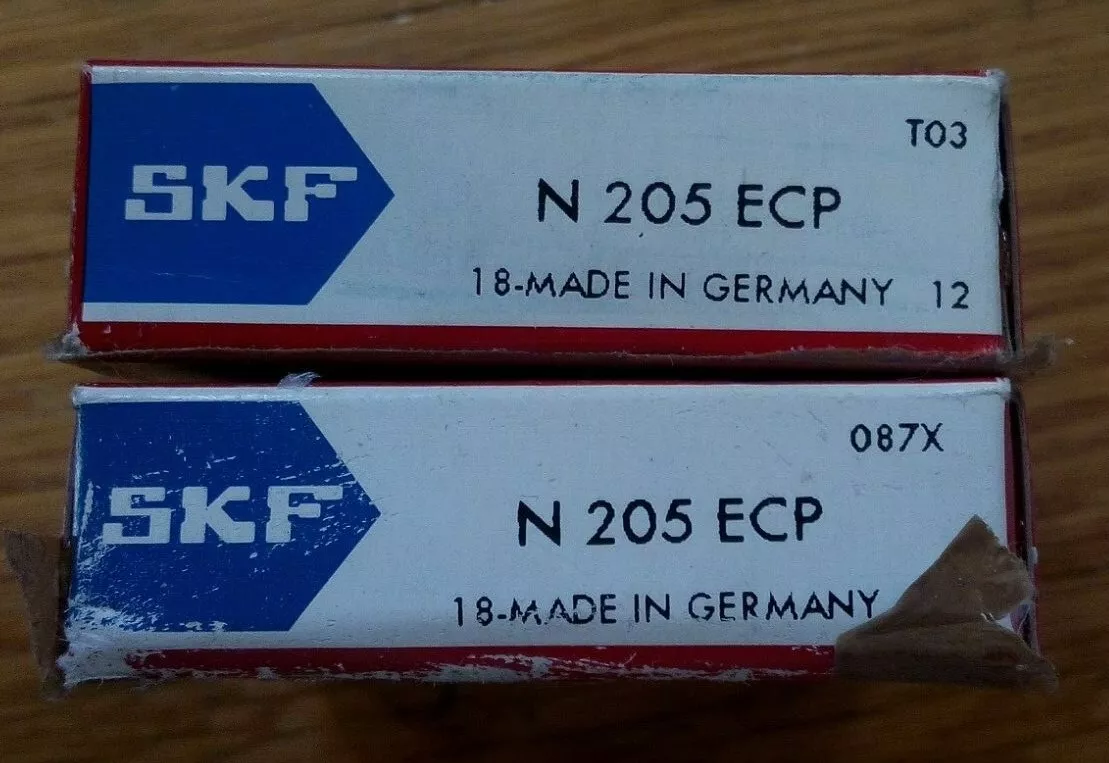 SKF
T03
N 205 ECP
18-MADE IN GERMANY 12
SKF
087X
N 205 ECP
18-MADE IN GERMANY